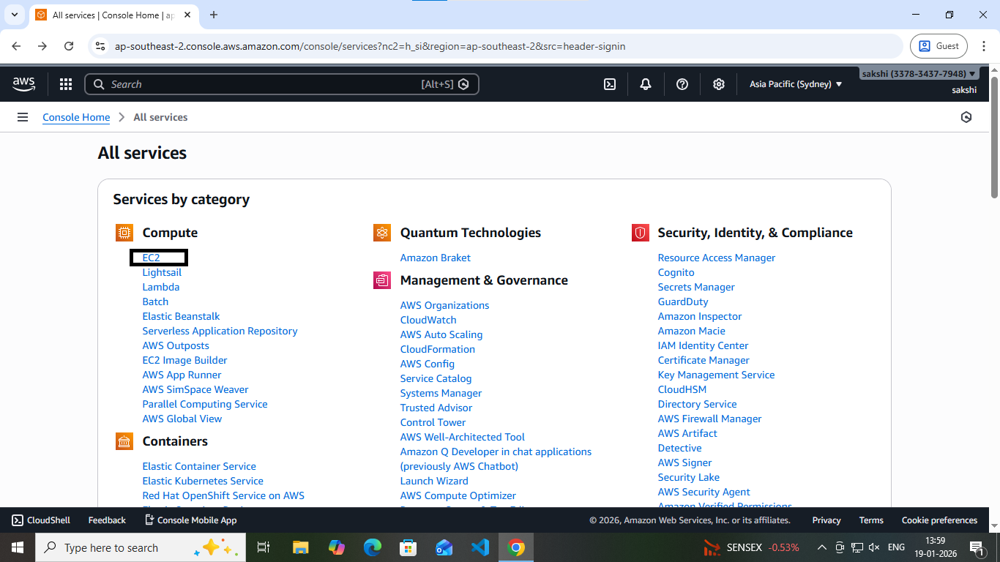 All services | Console Home | ap
ap-southeast-2.console.aws.amazon.com/console/services?nc2=h_si&region=ap-southeast-2&src=header-signin
Guest
aws
Search
[Alt+S]
Asia Pacific (Sydney)
sakshi (3378-3437-7948)
sakshi
Console Home
All services
All services
Services by category
Compute
EC2
Lightsail
Lambda
Batch
Elastic Beanstalk
Serverless Application Repository
AWS Outposts
EC2 Image Builder
AWS App Runner
AWS SimSpace Weaver
Parallel Computing Service
AWS Global View
Containers
Elastic Container Service
Elastic Kubernetes Service
Red Hat OpenShift Service on AWS
Quantum Technologies
Amazon Braket
Management & Governance
AWS Organizations
CloudWatch
AWS Auto Scaling
CloudFormation
AWS Config
Service Catalog
Systems Manager
Trusted Advisor
Control Tower
AWS Well-Architected Tool
Amazon Q Developer in chat applications
(previously AWS Chatbot)
Launch Wizard
AWS Compute Optimizer
Security, Identity, & Compliance
Resource Access Manager
Cognito
Secrets Manager
GuardDuty
Amazon Inspector
Amazon Macie
IAM Identity Center
Certificate Manager
Key Management Service
CloudHSM
Directory Service
AWS Firewall Manager
AWS Artifact
Detective
AWS Signer
Security Lake
AWS Security Agent
Amazon Verified Permissions
CloudShell
Feedback
Console Mobile App
© 2026, Amazon Web Services, Inc. or its affiliates.
Privacy
Terms
Cookie preferences
Type here to search
SENSEX -0.53%
ENG
13:59
19-01-2026
1